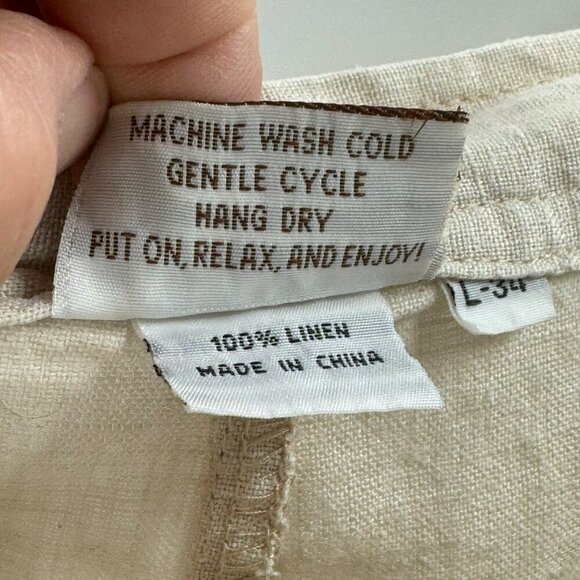 MACHINE WASH COLD
GENTLE CYCLE
HANG DRY
PUT ON, RELAX, AND ENJOY!
100% LINEN
MADE IN CHINA
L-34